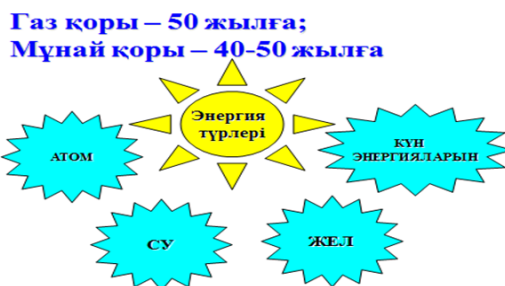 Газ қоры – 50 жылға;
Мұнай қоры – 40-50 жылға
Энергия
түрлері
АТОМ
КҮН
ЭНЕРГИЯЛАРЫН
СУ
ЖЕЛ